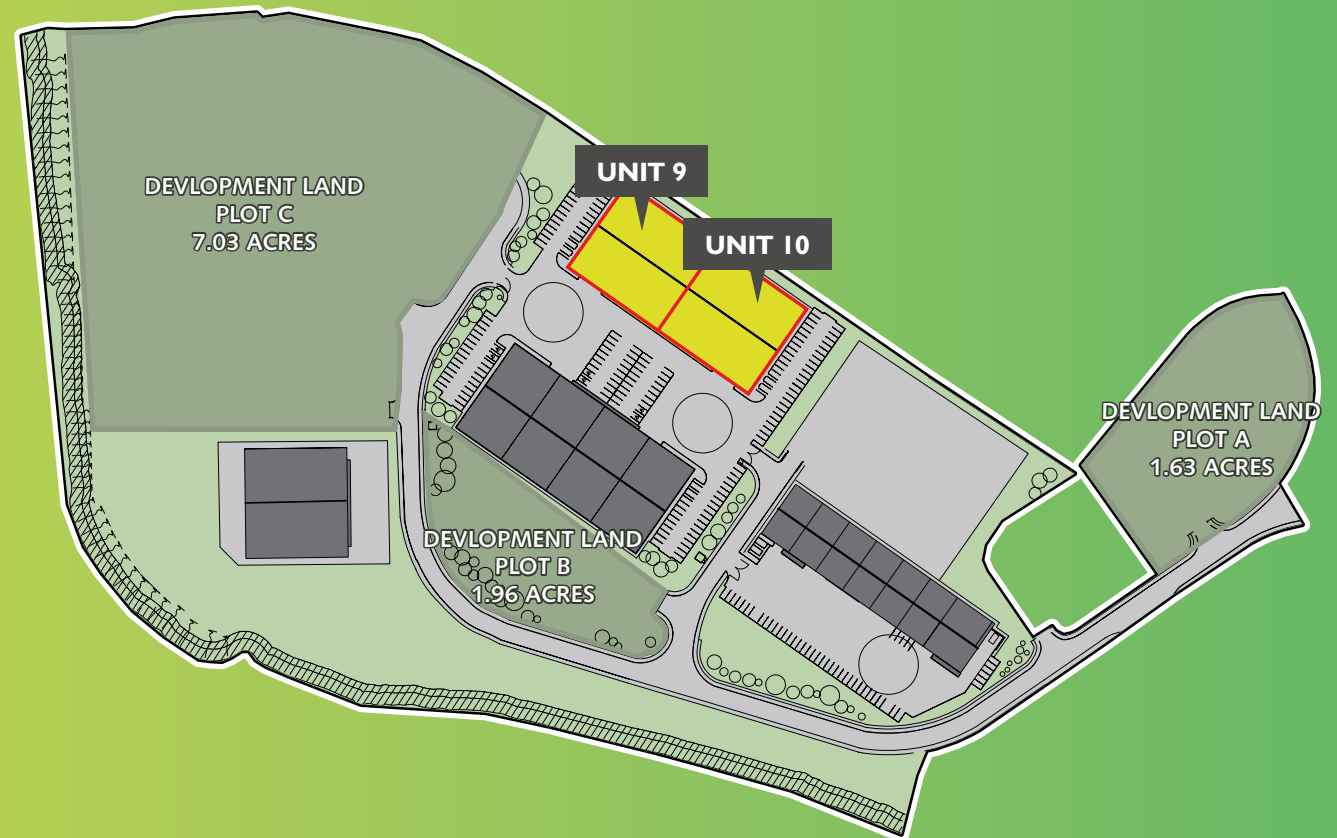 UNIT 9
DEVLOPMENT LAND
PLOT C
7.03 ACRES
UNIT 10
DEVLOPMENT LAND
PLOT A
1.63 ACRES
DEVLOPMENT LAND
PLOT B
1.96 ACRES